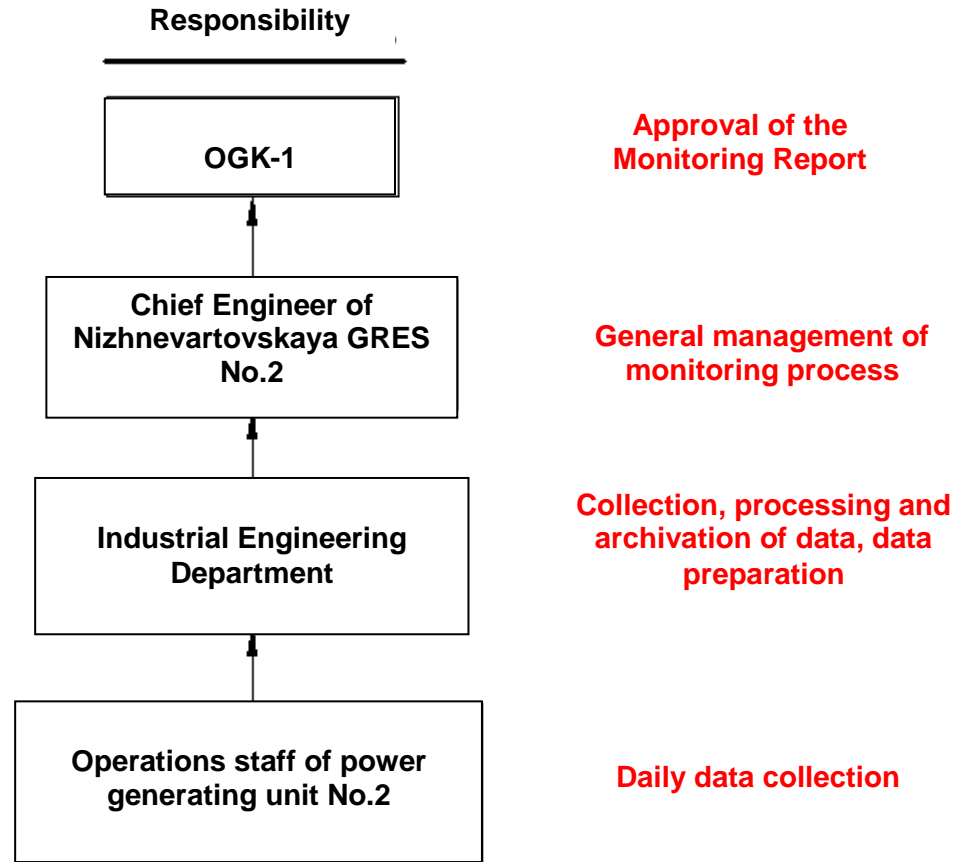 Responsibility
OGK-1
Approval of the
Monitoring Report
Chief Engineer of
Nizhnevartovskaya GRES
No.2
General management of
monitoring process
Industrial Engineering
Department
Collection, processing and
archivation of data, data
preparation
Operations staff of power
generating unit No.2
Daily data collection